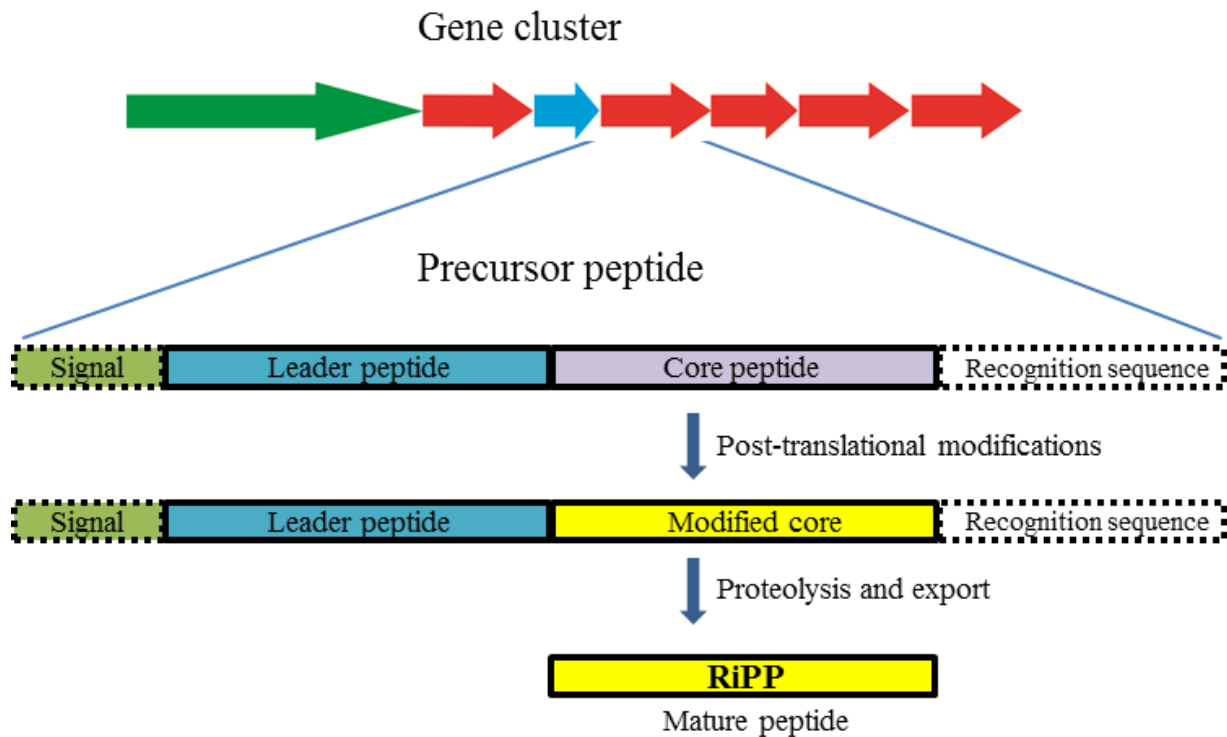 Gene cluster
Precursor peptide
Signal Leader peptide Core peptide Recognition sequence
Post-translational modifications
Signal Leader peptide Modified core Recognition sequence
Proteolysis and export
RiPP
Mature peptide